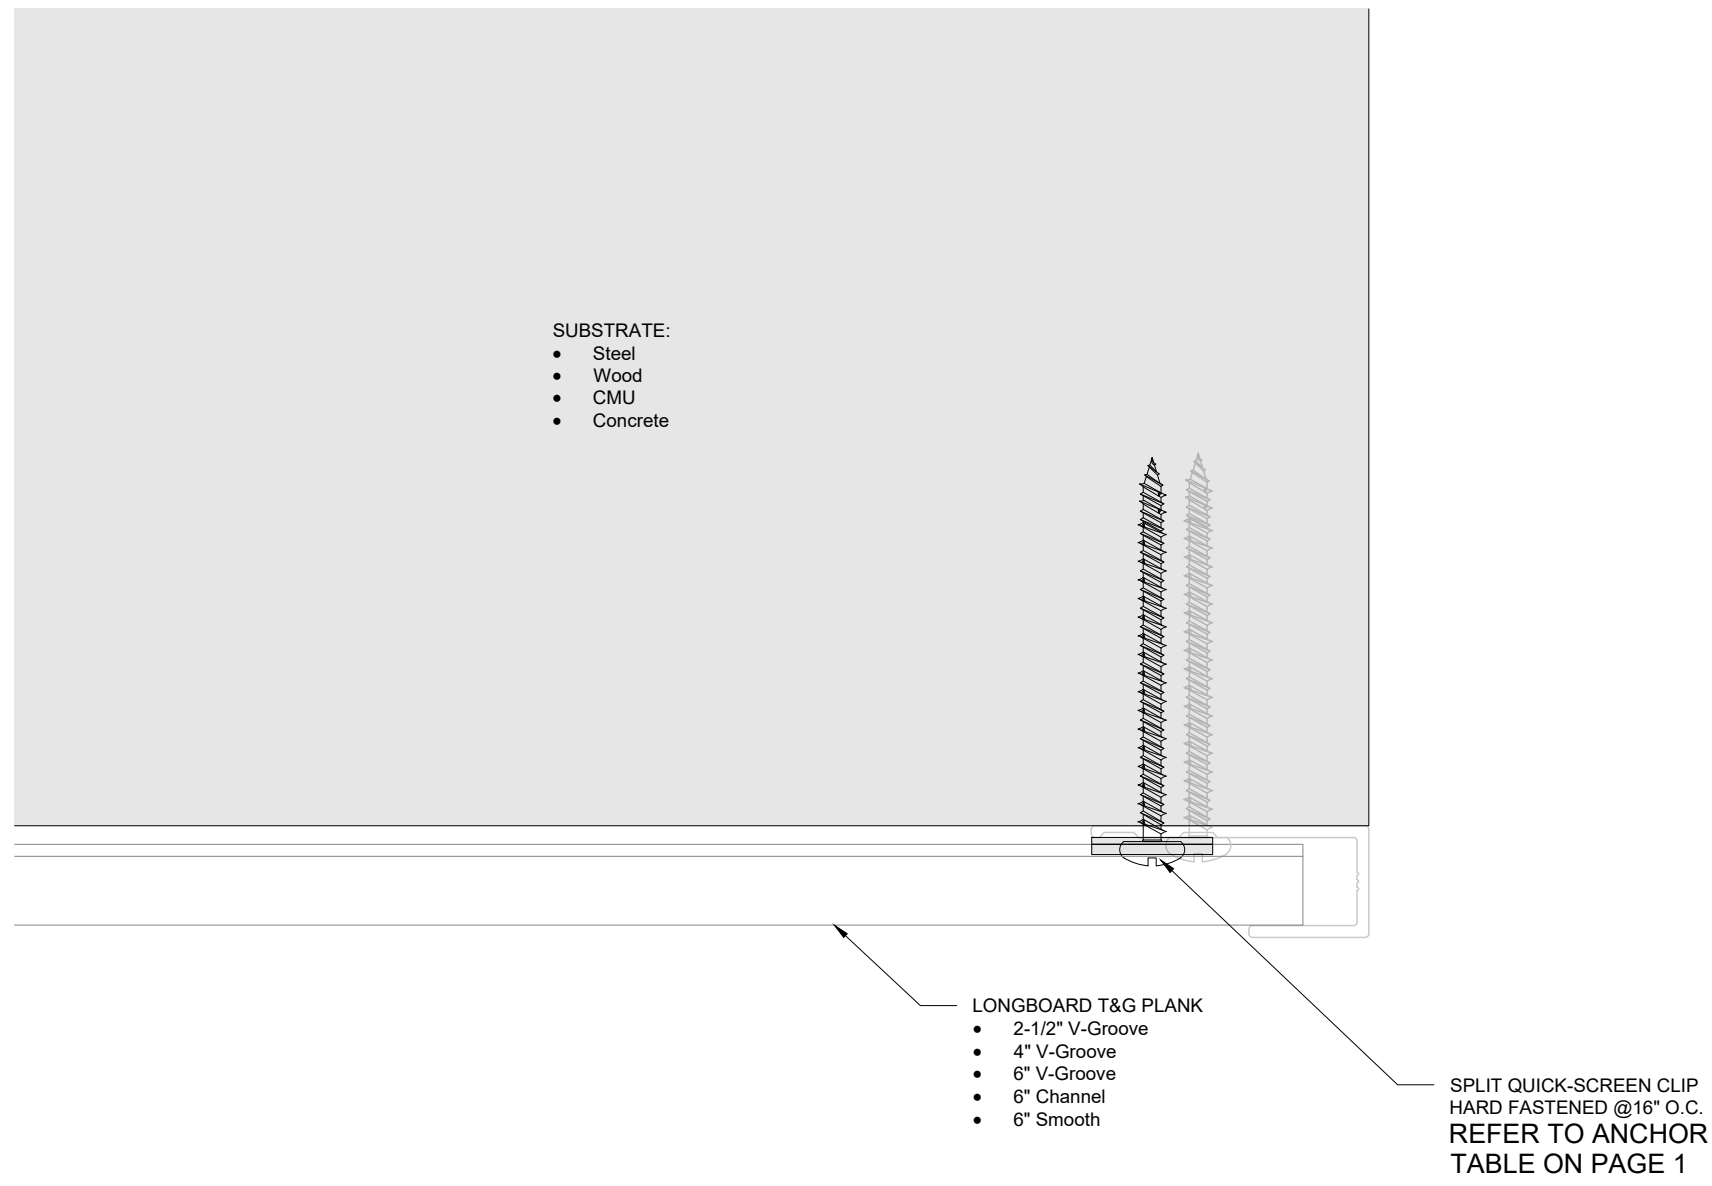 SUBSTRATE:
• Steel
• Wood
• CMU
• Concrete
LONGBOARD T&G PLANK
• 2-1/2" V-Groove
• 4" V-Groove
• 6" V-Groove
• 6" Channel
• 6" Smooth
SPLIT QUICK-SCREEN CLIP
HARD FASTENED @16" O.C.
REFER TO ANCHOR
TABLE ON PAGE 1